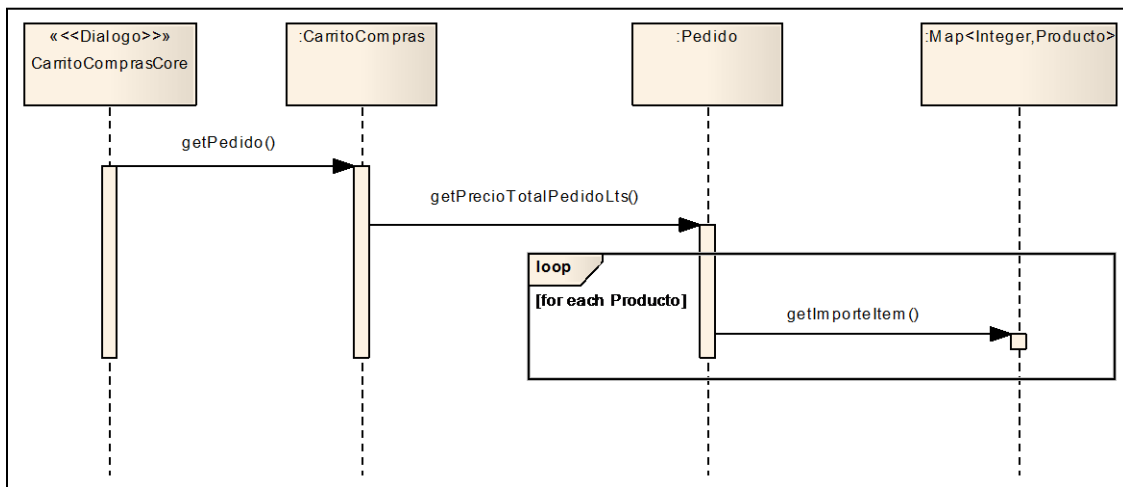 «<<Dialogo>>»
CarritoComprasCore
:CarritoCompras
:Pedido
:Map<Integer,Producto>
getPedido()
getPrecioTotalPedidoLts()
loop
[for each Producto]
getImporteItem()